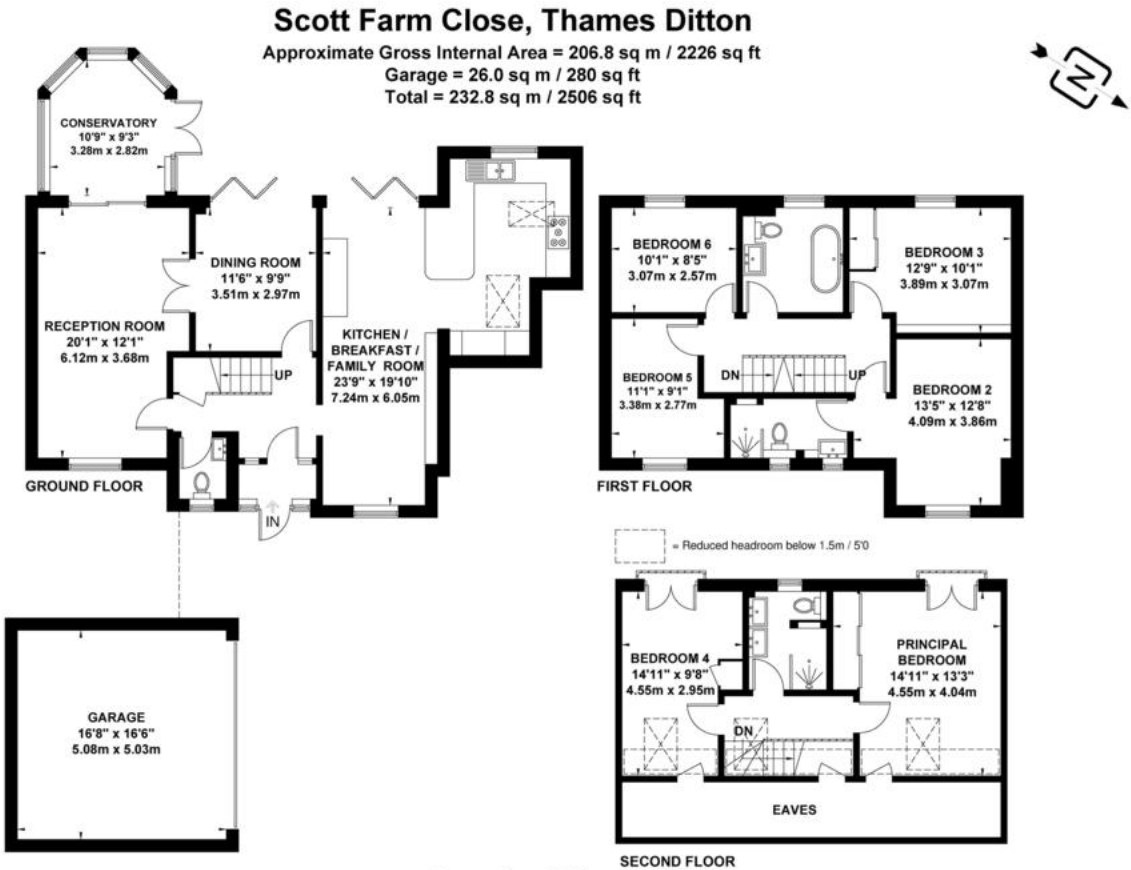 Scott Farm Close, Thames Ditton
Approximate Gross Internal Area = 206.8 sq m / 2226 sq ft
Garage = 26.0 sq m / 280 sq ft
Total = 232.8 sq m / 2506 sq ft
N
CONSERVATORY
10'9" x 9'3"
3.28m x 2.82m
DINING ROOM
11'6" x 9'9"
3.51m x 2.97m
RECEPTION ROOM
20'1" x 12'1"
6.12m x 3.68m
KITCHEN /
BREAKFAST /
FAMILY ROOM
23'9" x 19'10"
7.24m x 6.05m
UP
IN
GROUND FLOOR
BEDROOM 6
10'1" x 8'5"
3.07m x 2.57m
BEDROOM 3
12'9" x 10'1"
3.89m x 3.07m
BEDROOM 5
11'1" x 9'1"
3.38m x 2.77m
DN
UP
BEDROOM 2
13'5" x 12'8"
4.09m x 3.86m
FIRST FLOOR
= Reduced headroom below 1.5m / 5'0
GARAGE
16'8" x 16'6"
5.08m x 5.03m
BEDROOM 4
14'11" x 9'8"
4.55m x 2.95m
PRINCIPAL
BEDROOM
14'11" x 13'3"
4.55m x 4.04m
DN
EAVES
SECOND FLOOR